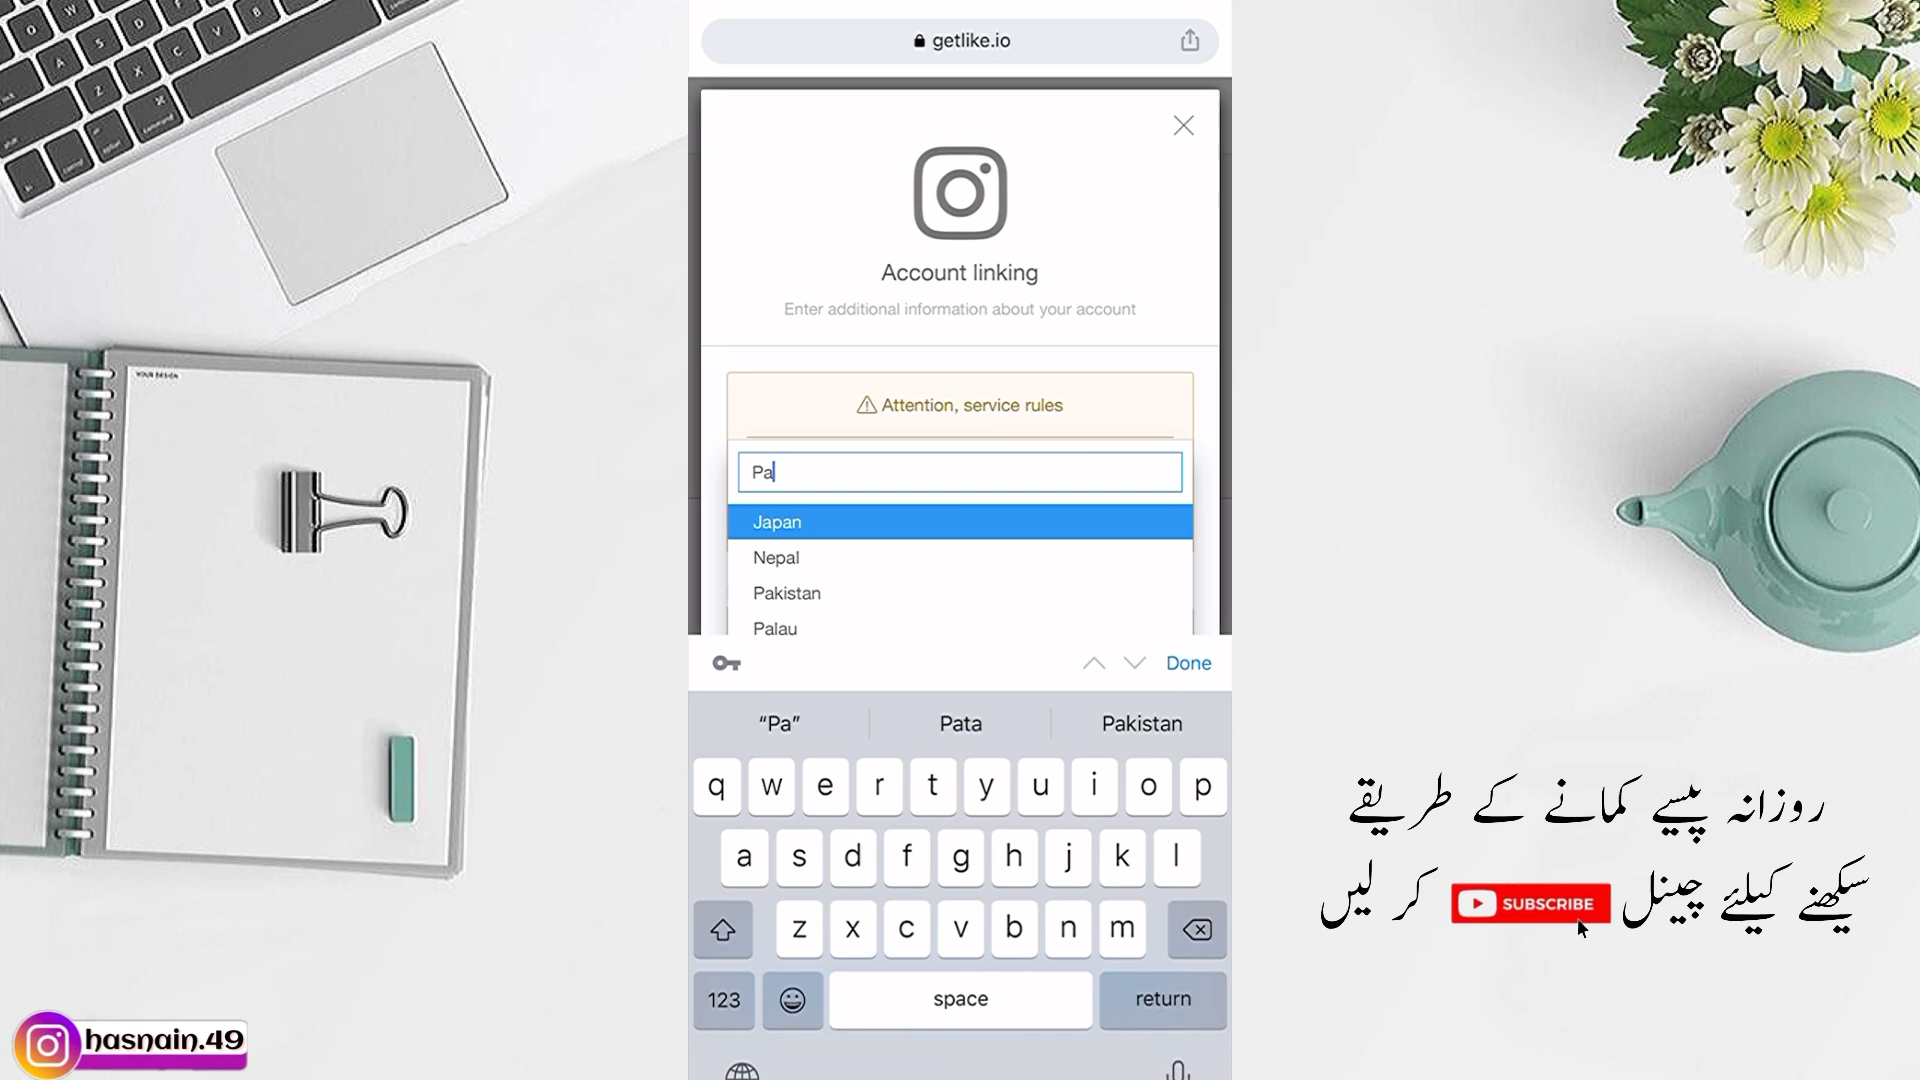 getlike.io
Account linking
Enter additional information about your account
Attention, service rules
Pa
Japan
Nepal
Pakistan
Palau
Done
“Pa” Pata Pakistan
q w e r t y u i o p
a s d f g h j k l
z x c v b n m
123 space return
YOUR DESIGN
روزانہ پیسے کمانے کے طریقے
سیکھنے کیلئے چینل SUBSCRIBE کر لیں
hasnain.49